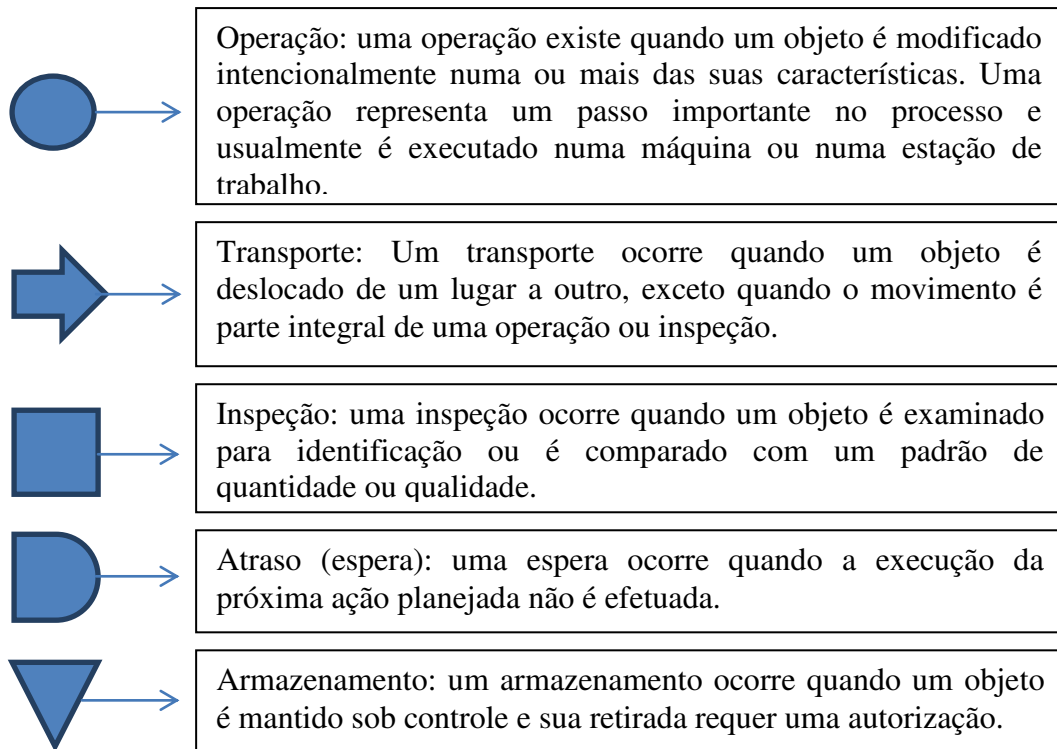 Operação: uma operação existe quando um objeto é modificado
intencionalmente numa ou mais das suas características. Uma
operação representa um passo importante no processo e
usualmente é executado numa máquina ou numa estação de
trabalho.
Transporte: Um transporte ocorre quando um objeto é
deslocado de um lugar a outro, exceto quando o movimento é
parte integral de uma operação ou inspeção.
Inspeção: uma inspeção ocorre quando um objeto é examinado
para identificação ou é comparado com um padrão de
quantidade ou qualidade.
Atraso (espera): uma espera ocorre quando a execução da
próxima ação planejada não é efetuada.
Armazenamento: um armazenamento ocorre quando um objeto
é mantido sob controle e sua retirada requer uma autorização.